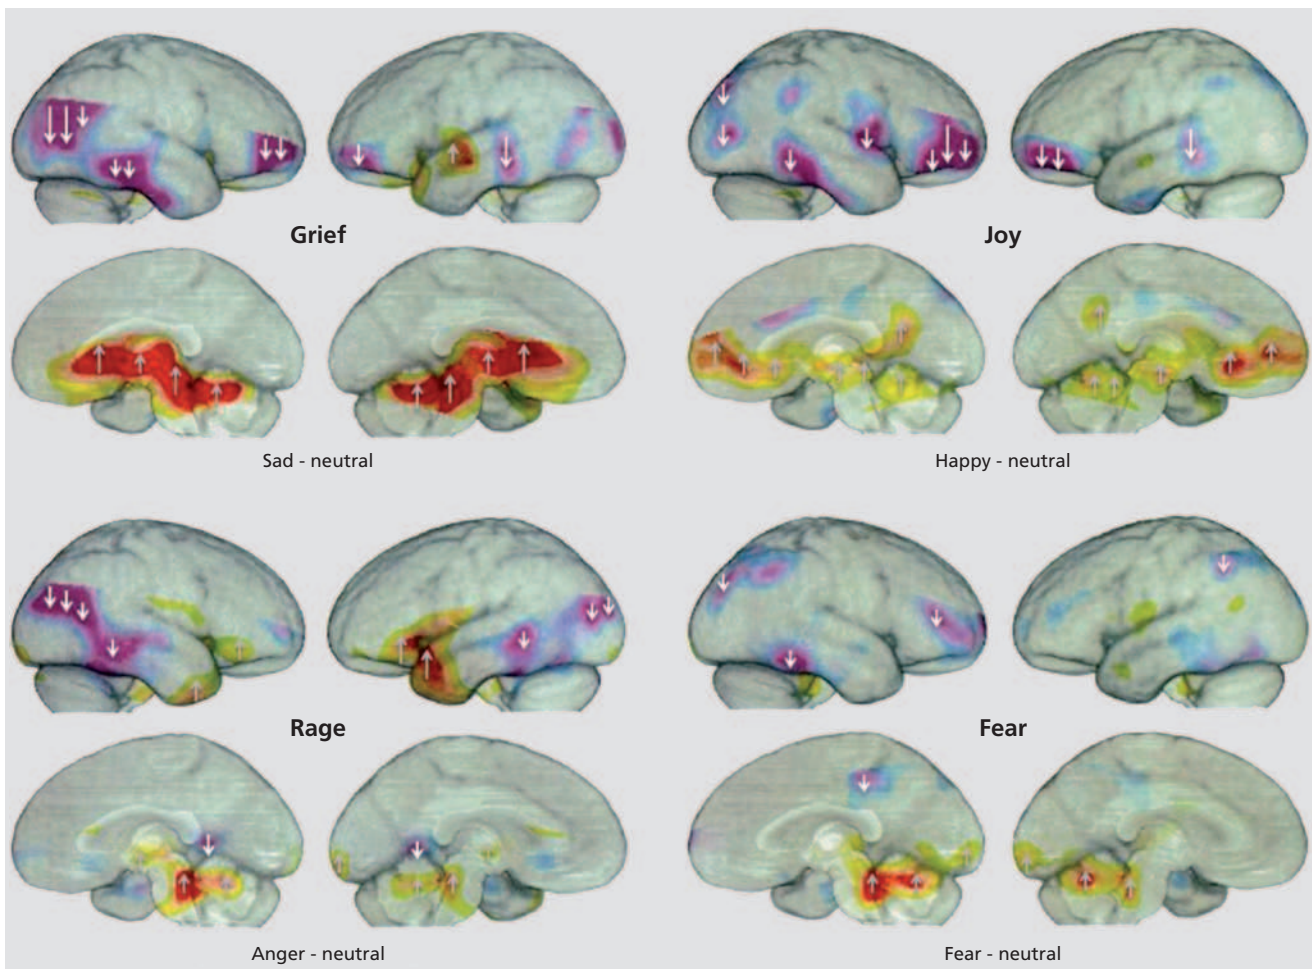 Grief
Joy
Sad - neutral
Happy - neutral
Rage
Fear
Anger - neutral
Fear - neutral